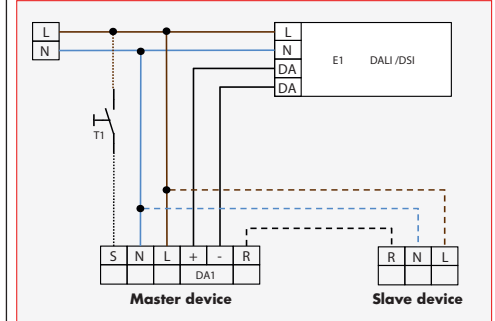 L
N
L
N
DA
DA
E1 DALI /DSI
T1
S N L + - R
DA1
Master device
R N L
Slave device